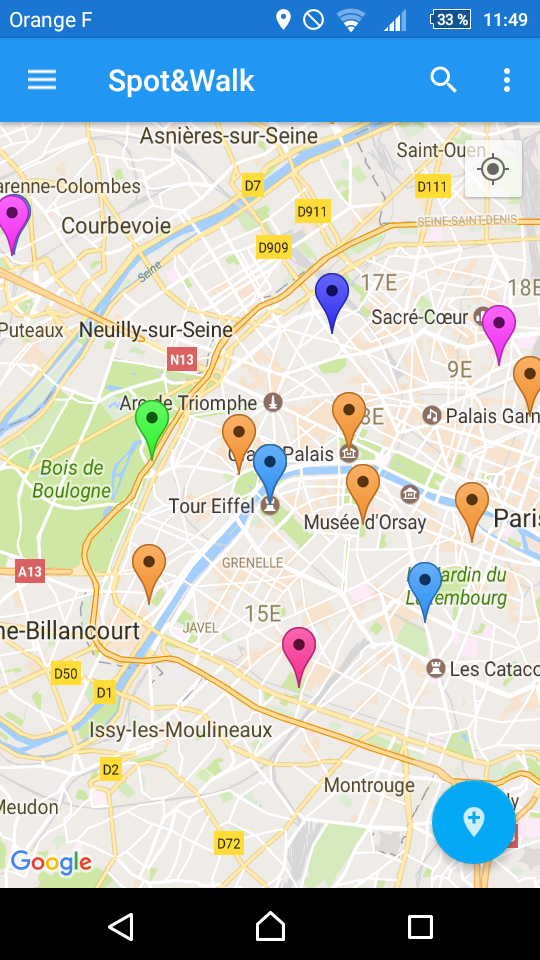 Orange F
33 %
11:49
Spot&Walk
Asnières-sur-Seine
Saint-Ouen
arenne-Colombes
D7
D111
D911
Courbevoie
SEINE-SAINT-DENIS
D909
Seine
17E
18E
Sacré-Cœur
Puteaux
Neuilly-sur-Seine
N13
9E
Arc de Triomphe
8E
Palais Garn
Grand Palais
Bois de
Boulogne
Tour Eiffel
Musée d'Orsay
Paris
GRENELLE
A13
Jardin du
Luxembourg
15E
ne-Billancourt
JAVEL
D50
Les Cataco
D1
Issy-les-Moulineaux
D2
Montrouge
Meudon
lly
D72
Google